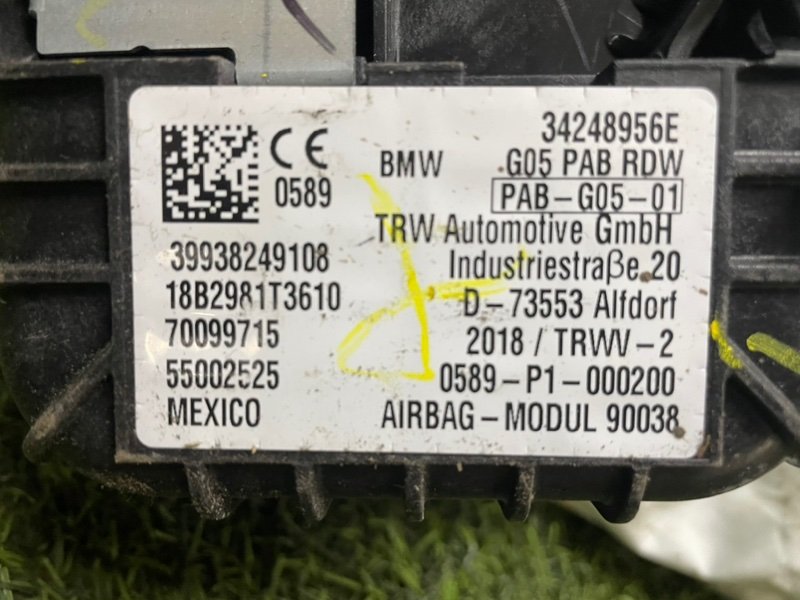 34248956E
CE BMW G05 PAB RDW
0589 PAB-G05-01
TRW Automotive GmbH
39938249108 Industriestraße 20
18B2981T3610 D-73553 Alfdorf
70099715 2018 / TRWV-2
55002525 0589-P1-000200
MEXICO AIRBAG-MODUL 90038